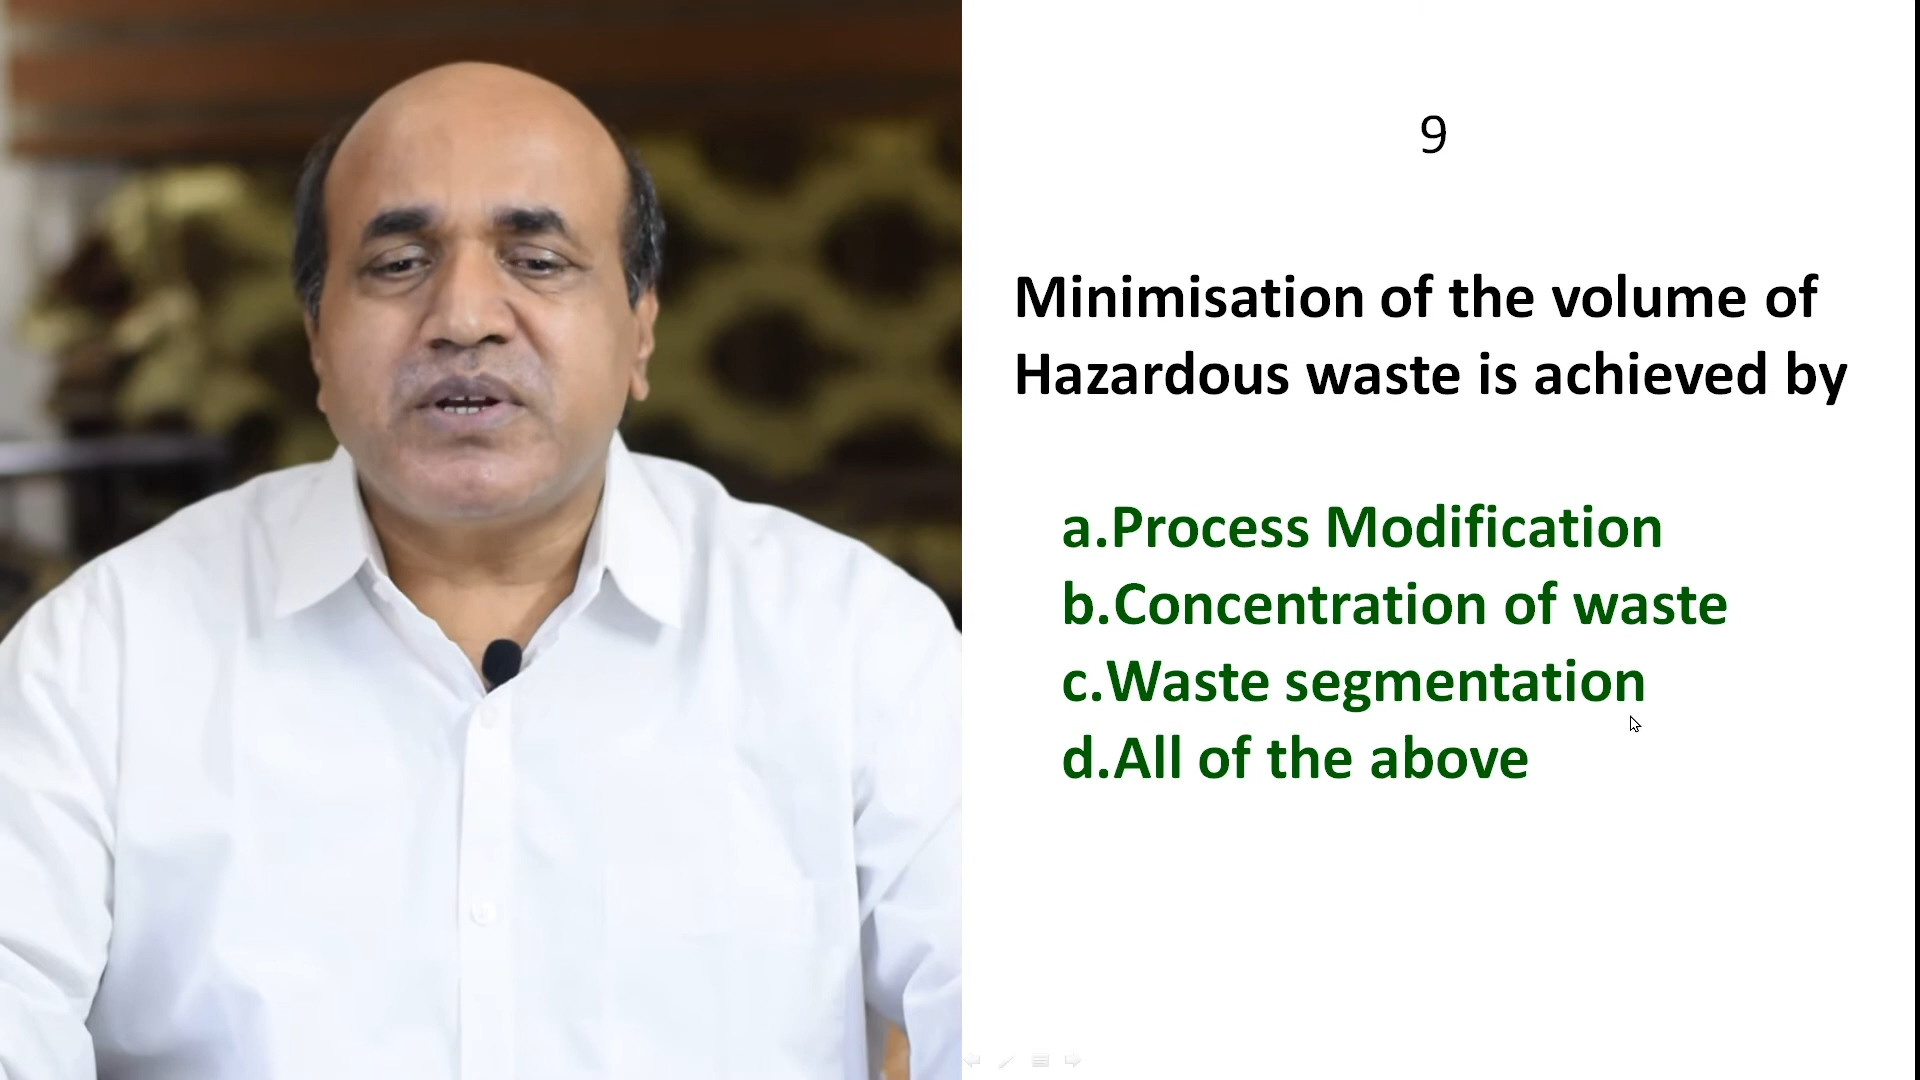 9
Minimisation of the volume of
Hazardous waste is achieved by
a.Process Modification
b.Concentration of waste
c.Waste segmentation
d.All of the above